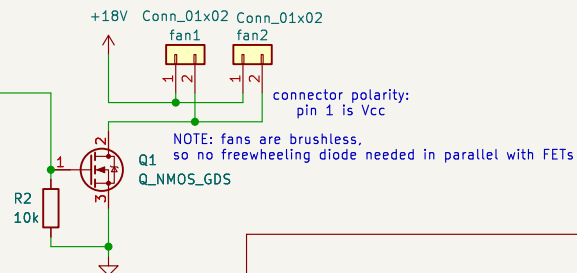 +18V
Conn_01x02
Conn_01x02
fan1
fan2
1
2
1
2
connector polarity:
pin 1 is Vcc
NOTE: fans are brushless,
so no freewheeling diode needed in parallel with FETs
2
1
Q1
Q_NMOS_GDS
3
R2
10k